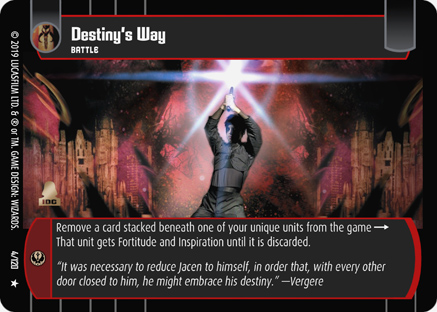 Destiny's Way
BATTLE
© 2019 LUCASFILM LTD. & ® or TM. GAME DESIGN: WIZARDS.
IDC
Remove a card stacked beneath one of your unique units from the game →
That unit gets Fortitude and Inspiration until it is discarded.
"It was necessary to reduce Jacen to himself, in order that, with every other
door closed to him, he might embrace his destiny." —Vergere